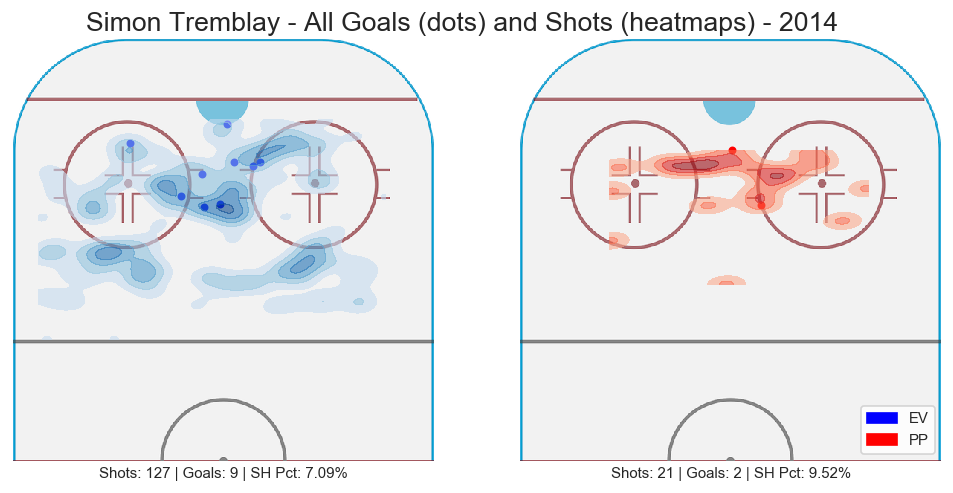 Simon Tremblay - All Goals (dots) and Shots (heatmaps) - 2014
EV
PP
Shots: 127 | Goals: 9 | SH Pct: 7.09%
Shots: 21 | Goals: 2 | SH Pct: 9.52%